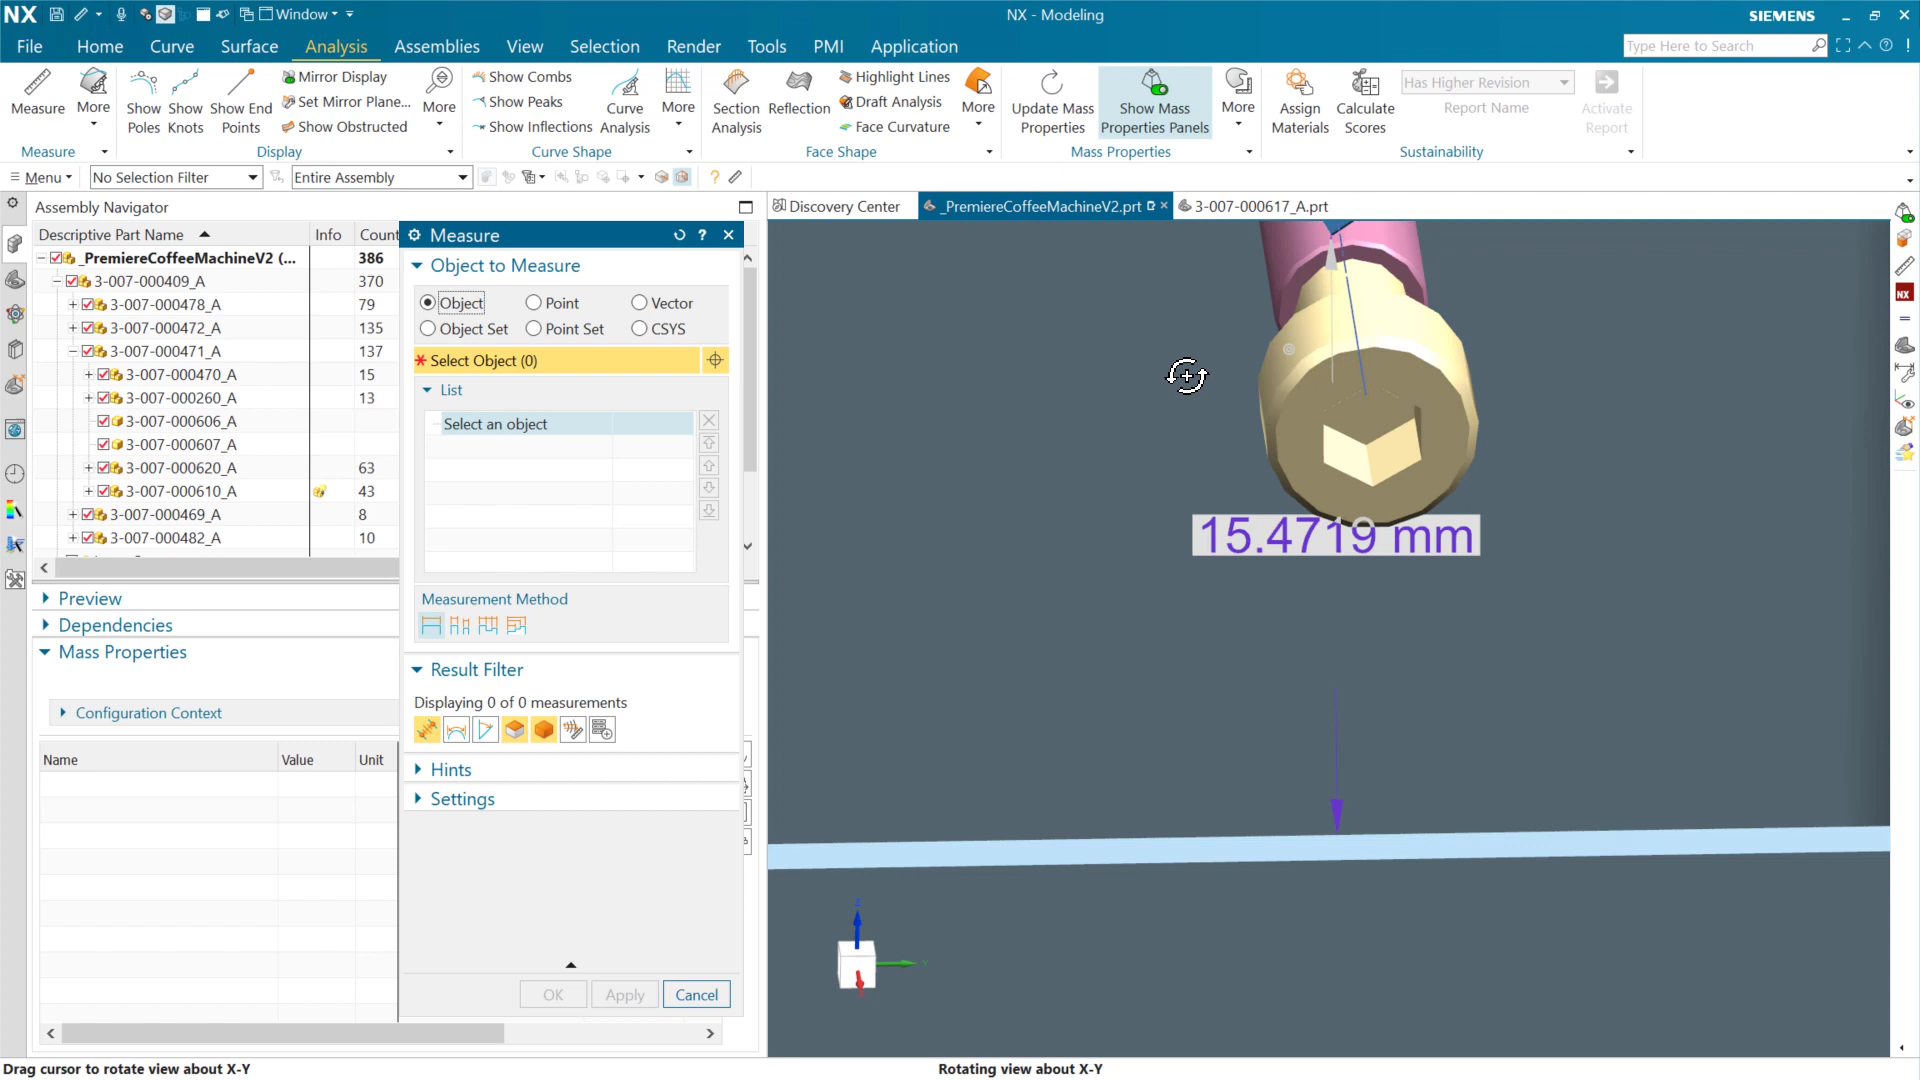 NX
Window
NX - Modeling
SIEMENS
File
Home
Curve
Surface
Analysis
Assemblies
View
Selection
Render
Tools
PMI
Application
Type Here to Search
Measure
More
Show Poles
Show Knots
Show End Points
Mirror Display
Set Mirror Plane...
Show Obstructed
More
Show Combs
Show Peaks
Show Inflections
Curve Analysis
More
Section Analysis
Reflection
Highlight Lines
Draft Analysis
Face Curvature
More
Update Mass Properties
Show Mass Properties Panels
More
Assign Materials
Calculate Scores
Has Higher Revision
Report Name
Activate Report
Measure
Display
Curve Shape
Face Shape
Mass Properties
Sustainability
Menu
No Selection Filter
Entire Assembly
Assembly Navigator
Descriptive Part Name
Info
Count
_PremiereCoffeeMachineV2 (...
386
3-007-000409_A
370
3-007-000478_A
79
3-007-000472_A
135
3-007-000471_A
137
3-007-000470_A
15
3-007-000260_A
13
3-007-000606_A
3-007-000607_A
3-007-000620_A
63
3-007-000610_A
43
3-007-000469_A
8
3-007-000482_A
10
Preview
Dependencies
Mass Properties
Configuration Context
Name
Value
Unit
Measure
Object to Measure
Object
Point
Vector
Object Set
Point Set
CSYS
* Select Object (0)
List
Select an object
Measurement Method
Result Filter
Displaying 0 of 0 measurements
Hints
Settings
OK
Apply
Cancel
Discovery Center
_PremiereCoffeeMachineV2.prt
3-007-000617_A.prt
15.4719 mm
Z
Y
NX
Drag cursor to rotate view about X-Y
Rotating view about X-Y